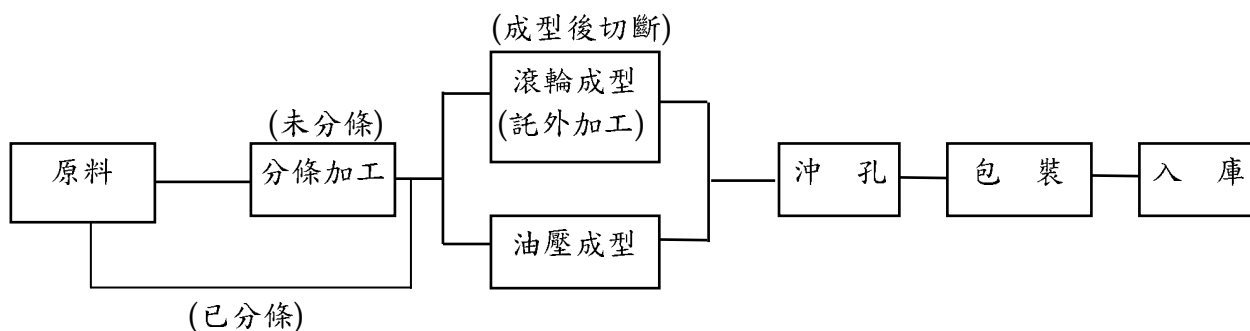 (成型後切斷)
滾輪成型
(託外加工)
(未分條)
原料
分條加工
沖 孔
包 裝
入 庫
油壓成型
(已分條)